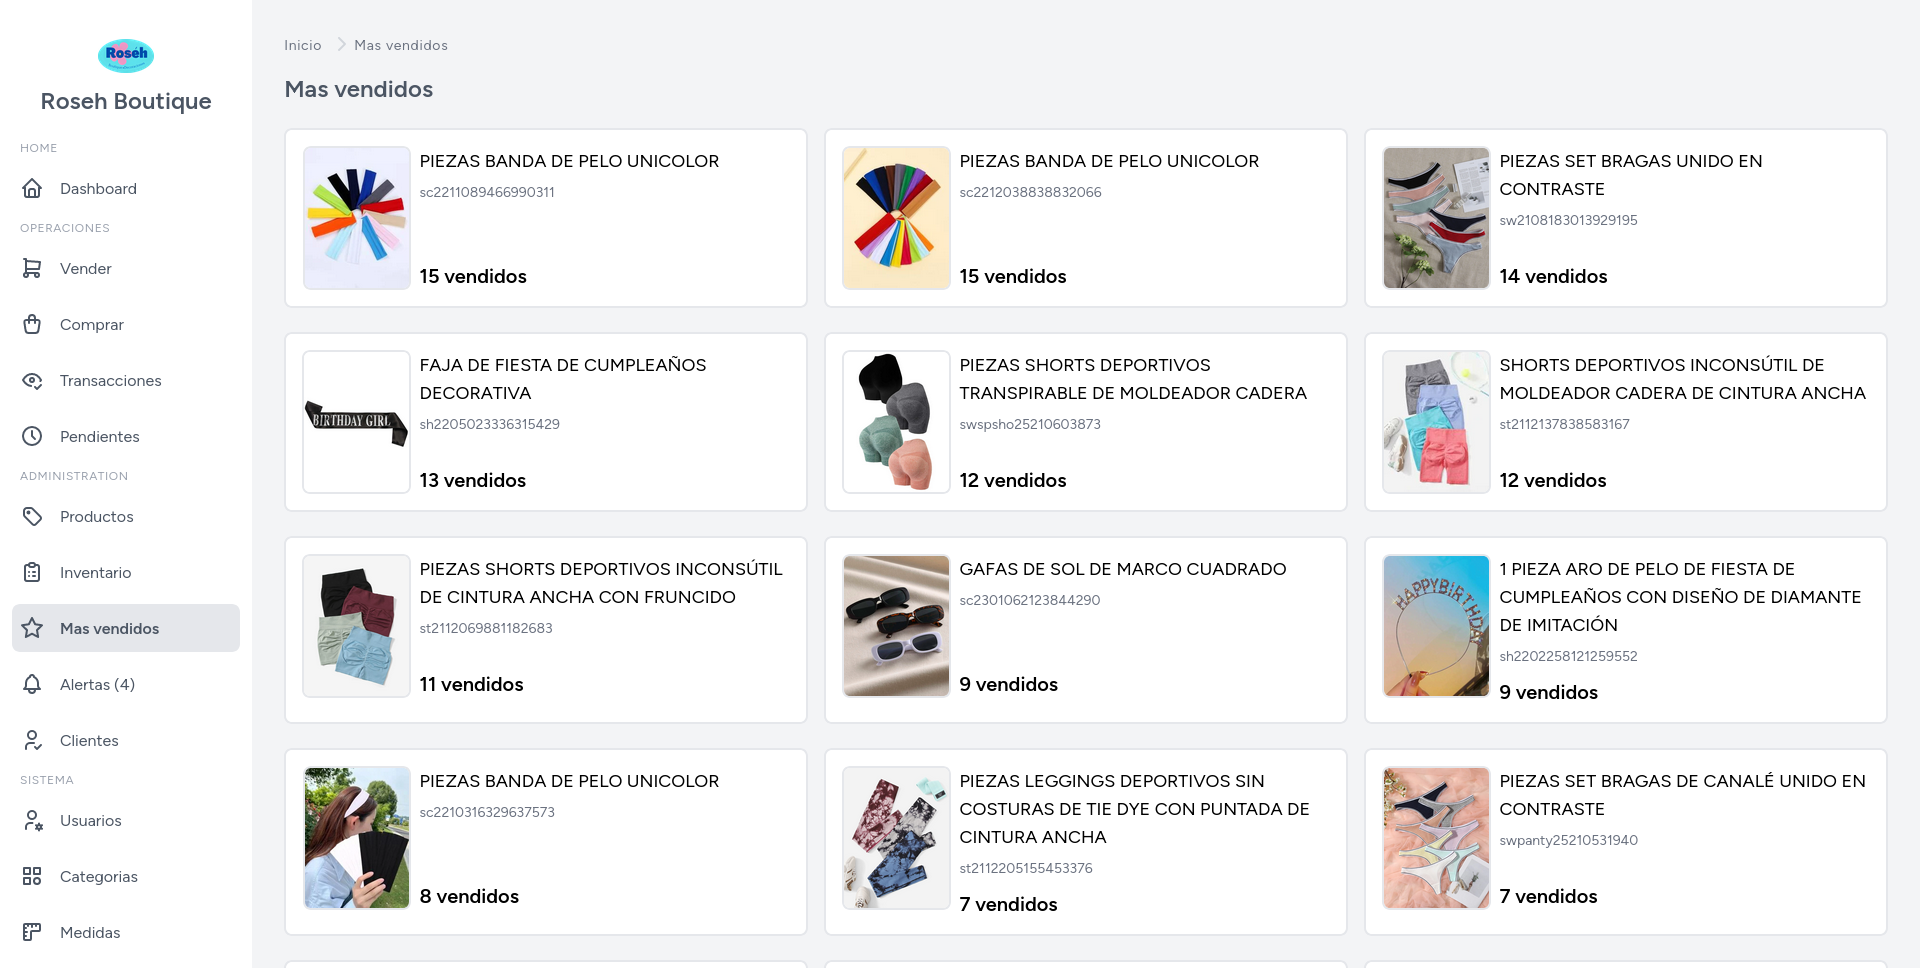 Roséh
Roseh Boutique
HOME
Dashboard
OPERACIONES
Vender
Comprar
Transacciones
Pendientes
ADMINISTRATION
Productos
Inventario
Mas vendidos
Alertas (4)
Clientes
SISTEMA
Usuarios
Categorias
Medidas
Inicio
Mas vendidos
Mas vendidos
PIEZAS BANDA DE PELO UNICOLOR
sc2211089466990311
15 vendidos
PIEZAS BANDA DE PELO UNICOLOR
sc2212038838832066
15 vendidos
PIEZAS SET BRAGAS UNIDO EN
CONTRASTE
sw2108183013929195
14 vendidos
BIRTHDAY GIRL
FAJA DE FIESTA DE CUMPLEAÑOS
DECORATIVA
sh2205023336315429
13 vendidos
PIEZAS SHORTS DEPORTIVOS
TRANSPIRABLE DE MOLDEADOR CADERA
swspsho25210603873
12 vendidos
SHORTS DEPORTIVOS INCONSÚTIL DE
MOLDEADOR CADERA DE CINTURA ANCHA
st2112137838583167
12 vendidos
PIEZAS SHORTS DEPORTIVOS INCONSÚTIL
DE CINTURA ANCHA CON FRUNCIDO
st2112069881182683
11 vendidos
GAFAS DE SOL DE MARCO CUADRADO
sc2301062123844290
9 vendidos
HAPPYBIRTHDAY
1 PIEZA ARO DE PELO DE FIESTA DE
CUMPLEAÑOS CON DISEÑO DE DIAMANTE
DE IMITACIÓN
sh2202258121259552
9 vendidos
PIEZAS BANDA DE PELO UNICOLOR
sc2210316329637573
8 vendidos
PIEZAS LEGGINGS DEPORTIVOS SIN
COSTURAS DE TIE DYE CON PUNTADA DE
CINTURA ANCHA
st2112205155453376
7 vendidos
PIEZAS SET BRAGAS DE CANALÉ UNIDO EN
CONTRASTE
swpanty25210531940
7 vendidos